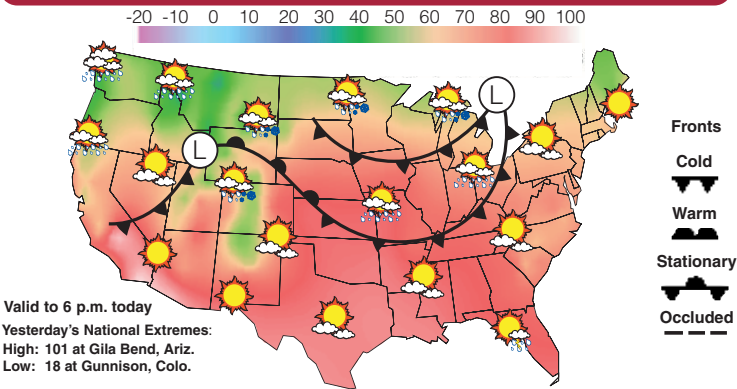 -20 -10 0 10 20 30 40 50 60 70 80 90 100
L
L
Fronts
Cold
Warm
Stationary
Occluded
Valid to 6 p.m. today
Yesterday's National Extremes:
High: 101 at Gila Bend, Ariz.
Low: 18 at Gunnison, Colo.